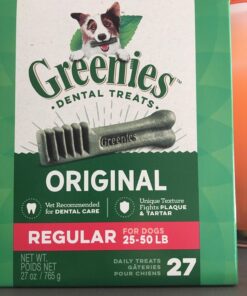 Greenies™
DENTAL TREATS
Greenies
ORIGINAL
Vet Recommended
for DENTAL CARE
Unique Texture
Fights PLAQUE
& TARTAR
REGULAR FOR DOGS
25-50 LB
NET WT.
POIDS NET
27 oz./ 765 g
DAILY TREATS
GÂTERIES
POUR CHIENS
27